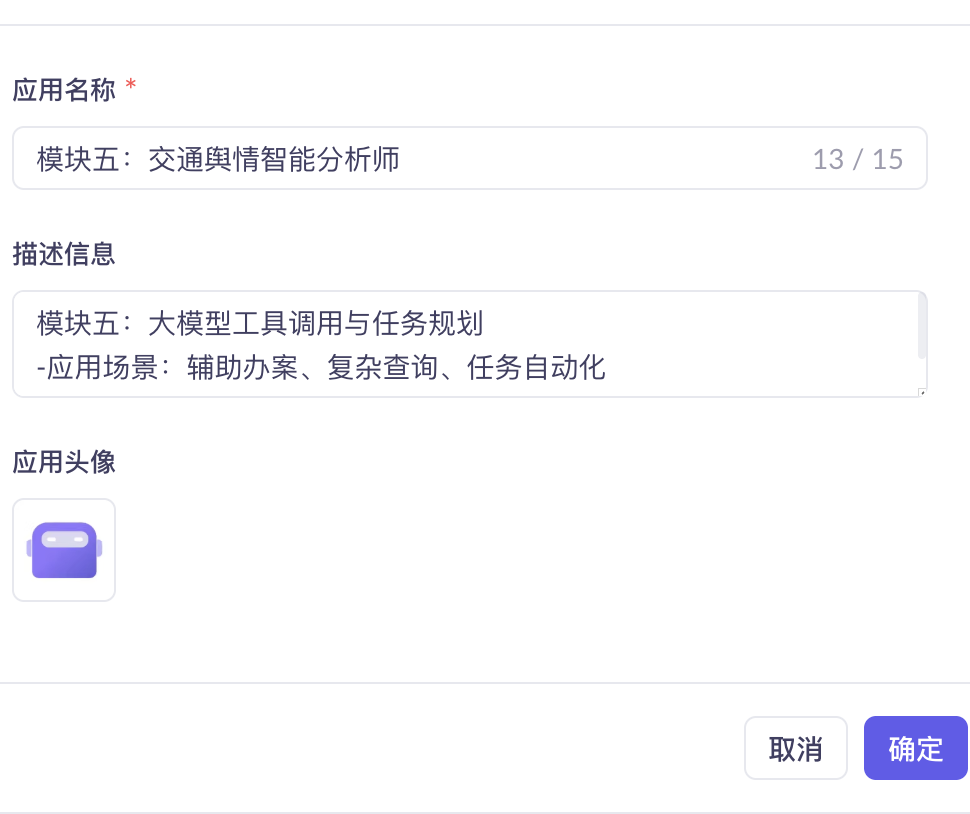 应用名称 *
模块五：交通舆情智能分析师
13 / 15
描述信息
模块五：大模型工具调用与任务规划
-应用场景：辅助办案、复杂查询、任务自动化
应用头像
取消
确定